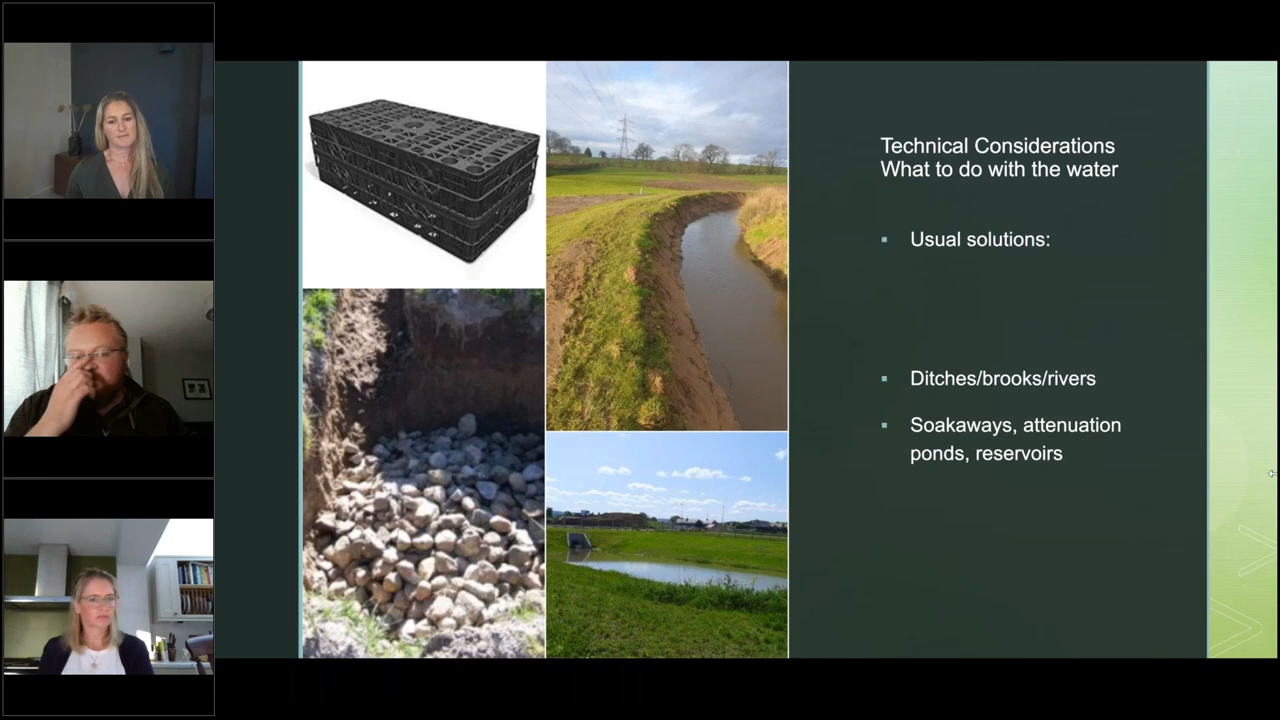 Technical Considerations
What to do with the water
Usual solutions:
Ditches/brooks/rivers
Soakaways, attenuation
ponds, reservoirs